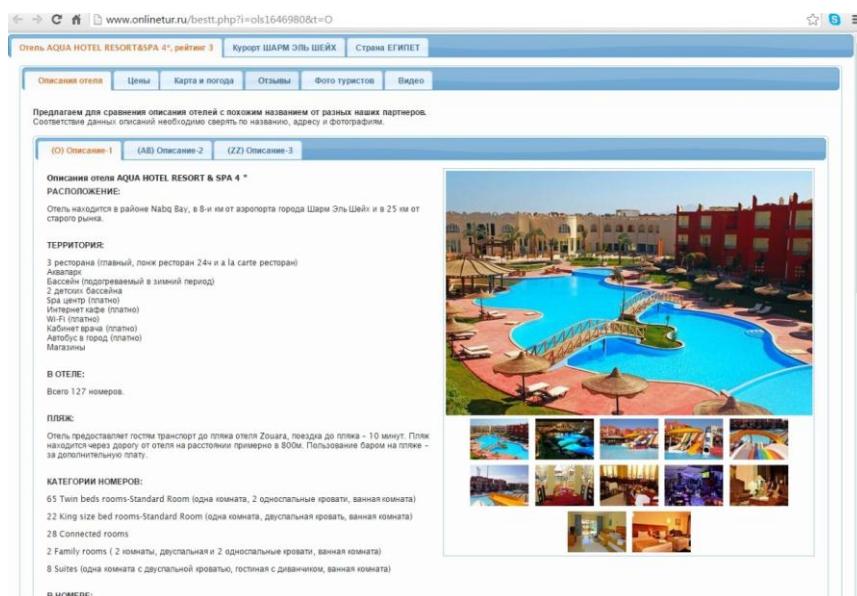 www.onlinetur.ru/bestt.php?i=ols1646980&t=O
Отель AQUA HOTEL RESORT&SPA 4*, рейтинг 3 Курорт ШАРМ ЭЛЬ ШЕЙХ Страна ЕГИПЕТ
Описания отеля Цены Карта и погода Отзывы Фото туристов Видео
Предлагаем для сравнения описания отелей с похожим названием от разных наших партнеров.
Соответствие данных описаний необходимо сверять по названию, адресу и фотографиям.
(O) Описание-1 (AB) Описание-2 (ZZ) Описание-3
Описания отеля AQUA HOTEL RESORT & SPA 4 *
РАСПОЛОЖЕНИЕ:
Отель находится в районе Nabq Bay, в 8-и км от аэропорта города Шарм Эль Шейх и в 25 км от
старого рынка.
ТЕРРИТОРИЯ:
3 ресторана (главный, лонж ресторан 24ч и a la carte ресторан)
Аквапарк
Бассейн (подогреваемый в зимний период)
2 детских бассейна
Spa центр (платно)
Интернет кафе (платно)
Wi-Fi (платно)
Кабинет врача (платно)
Автобус в город (платно)
Магазины
В ОТЕЛЕ:
Всего 127 номеров.
ПЛЯЖ:
Отель предоставляет гостям транспорт до пляжа отеля Zouara, поездка до пляжа – 10 минут. Пляж
находится через дорогу от отеля на расстоянии примерно в 800м. Пользование баром на пляже –
за дополнительную плату.
КАТЕГОРИИ НОМЕРОВ:
65 Twin beds rooms-Standard Room (одна комната, 2 односпальные кровати, ванная комната)
22 King size bed rooms-Standard Room (одна комната, двуспальная кровать, ванная комната)
28 Connected rooms
2 Family rooms ( 2 комнаты, двуспальная и 2 односпальные кровати, ванная комната)
8 Suites (одна комната с двуспальной кроватью, гостиная с диванчиком, ванная комната)
В НОМЕРЕ: